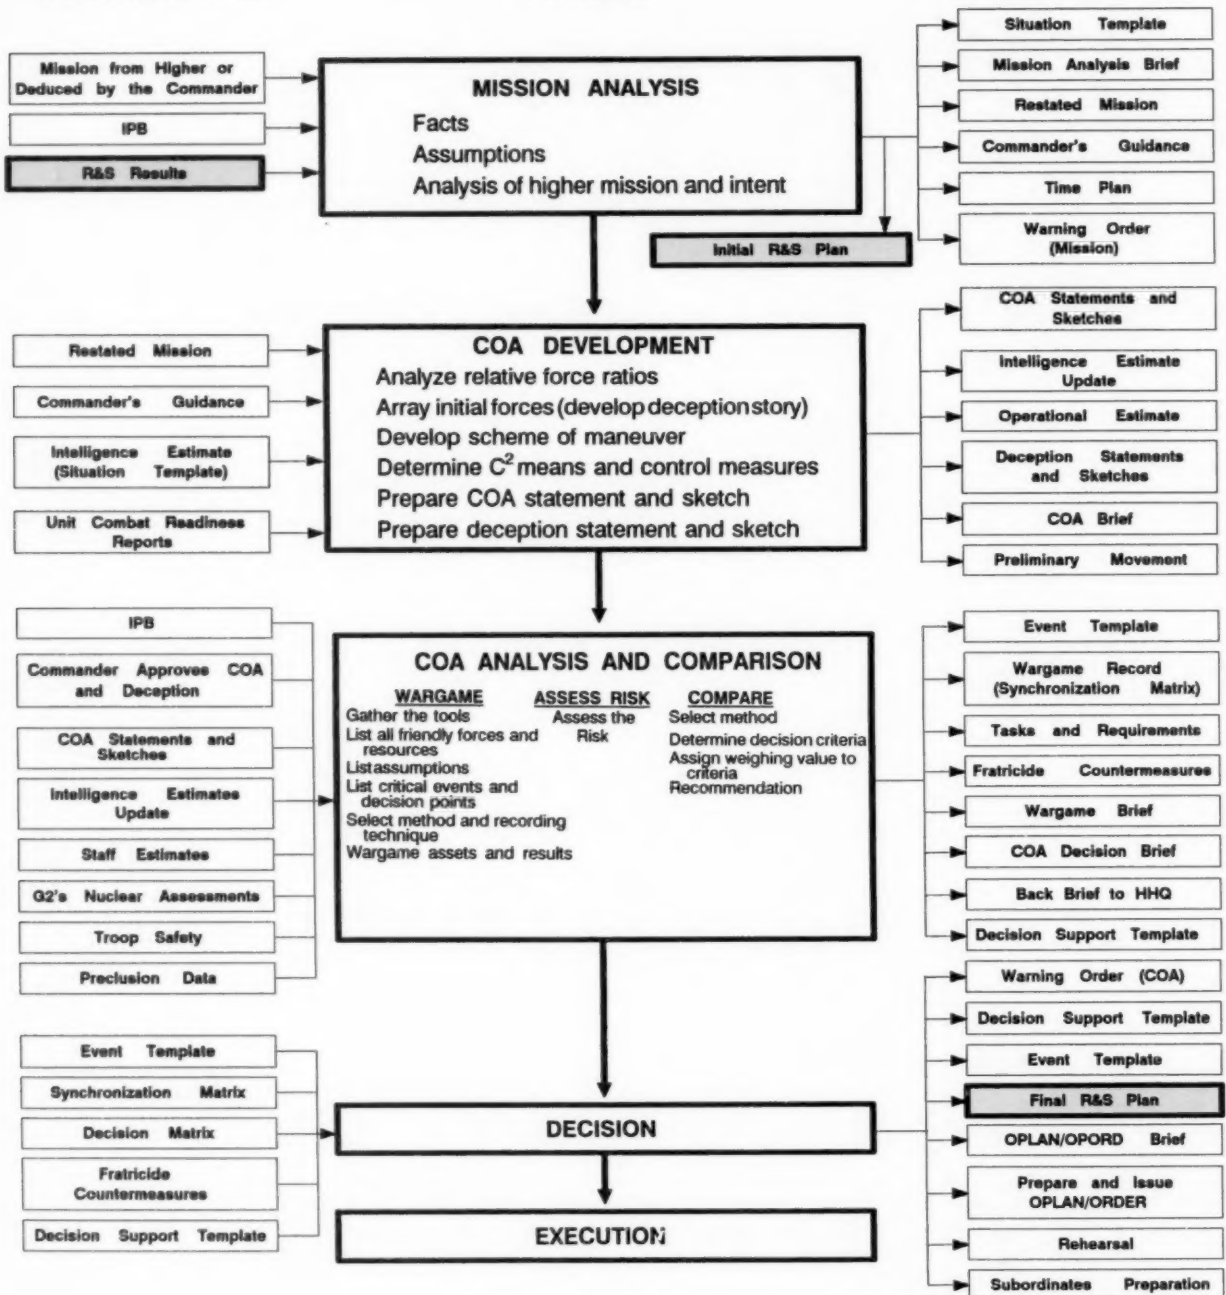 Mission from Higher or
Deduced by the Commander
IPB
R&S Results
MISSION ANALYSIS
Facts
Assumptions
Analysis of higher mission and intent
Initial R&S Plan
Situation Template
Mission Analysis Brief
Restated Mission
Commander's Guidance
Time Plan
Warning Order
(Mission)
Restated Mission
Commander's Guidance
Intelligence Estimate
(Situation Template)
Unit Combat Readiness
Reports
COA DEVELOPMENT
Analyze relative force ratios
Array initial forces (develop deception story)
Develop scheme of maneuver
Determine C² means and control measures
Prepare COA statement and sketch
Prepare deception statement and sketch
COA Statements and
Sketches
Intelligence Estimate
Update
Operational Estimate
Deception Statements
and Sketches
COA Brief
Preliminary Movement
IPB
Commander Approves COA
and Deception
COA Statements and
Sketches
Intelligence Estimates
Update
Staff Estimates
G2's Nuclear Assessments
Troop Safety
Preclusion Data
COA ANALYSIS AND COMPARISON
WARGAME
Gather the tools
List all friendly forces and
resources
List assumptions
List critical events and
decision points
Select method and recording
technique
Wargame assets and results
ASSESS RISK
Assess the
Risk
COMPARE
Select method
Determine decision criteria
Assign weighing value to
criteria
Recommendation
Event Template
Wargame Record
(Synchronization Matrix)
Tasks and Requirements
Fratricide Countermeasures
Wargame Brief
COA Decision Brief
Back Brief to HHQ
Decision Support Template
Event Template
Synchronization Matrix
Decision Matrix
Fratricide
Countermeasures
Decision Support Template
DECISION
EXECUTION
Warning Order (COA)
Decision Support Template
Event Template
Final R&S Plan
OPLAN/OPORD Brief
Prepare and Issue
OPLAN/ORDER
Rehearsal
Subordinates Preparation